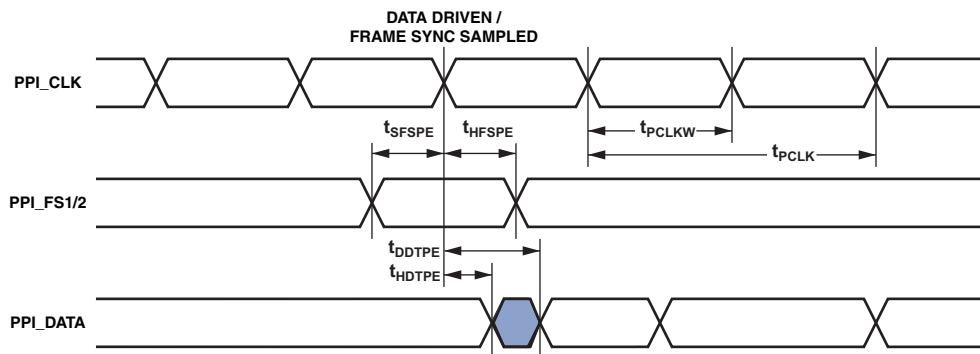 DATA DRIVEN /
FRAME SYNC SAMPLED
PPI_CLK
tSFSPE
tHFSPE
tPCLKW
tPCLK
PPI_FS1/2
tDDTPE
tHDTPE
PPI_DATA